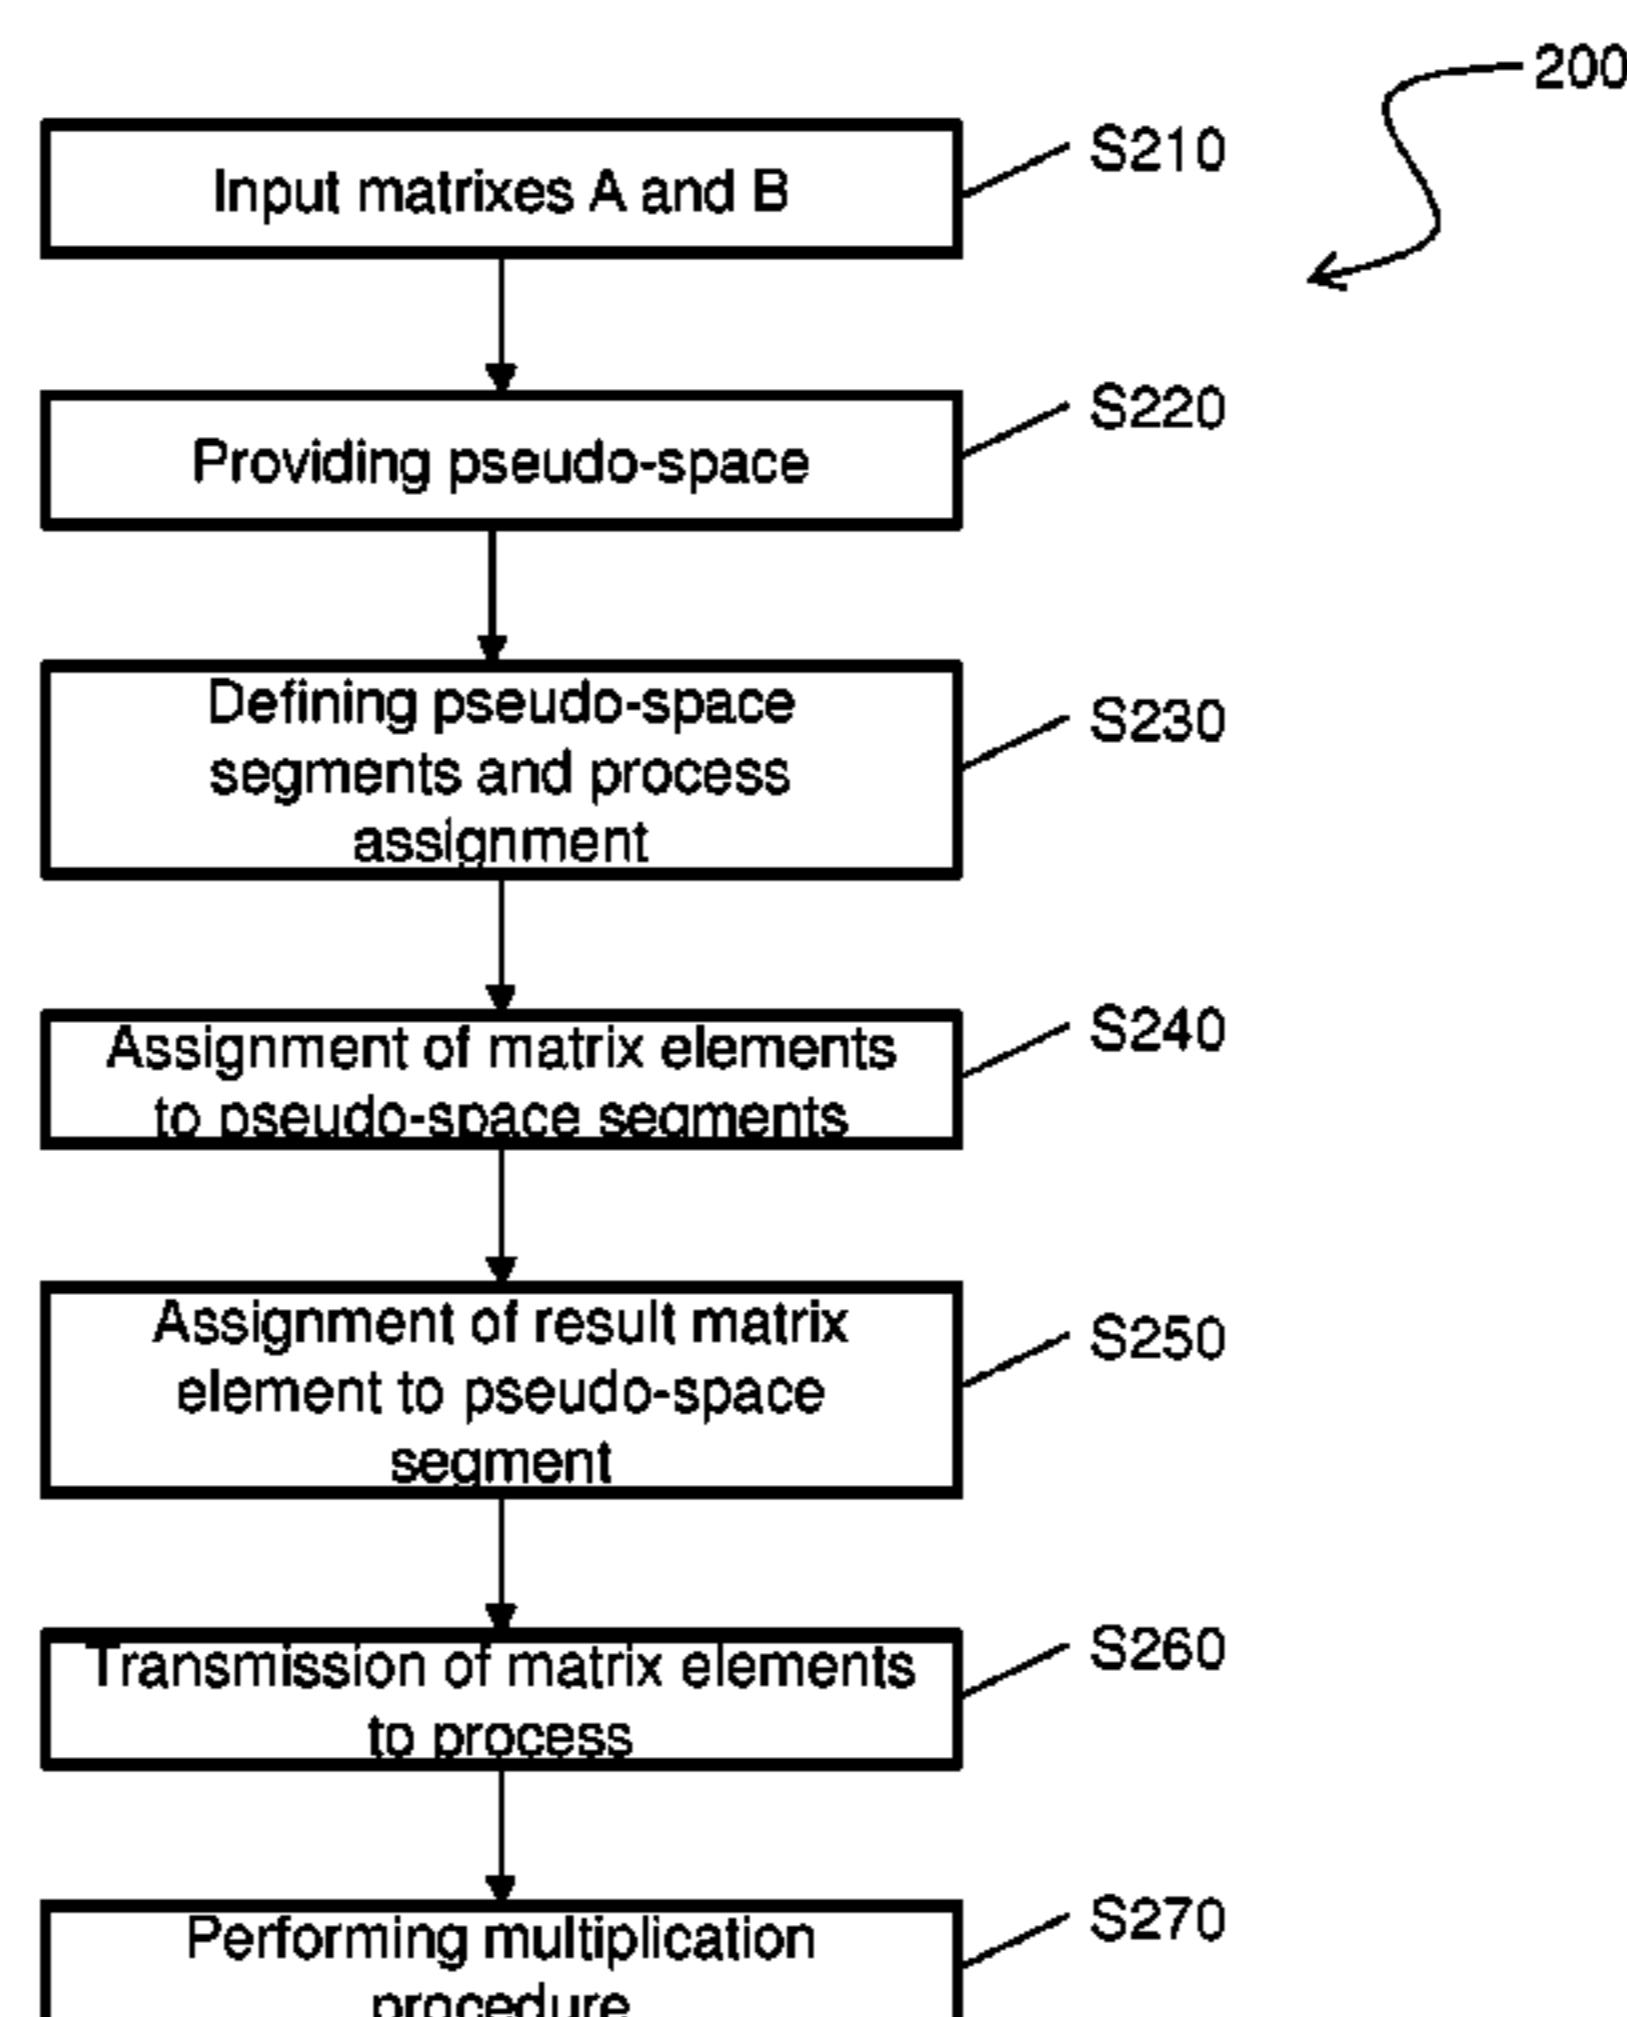 200
Input matrixes A and B
S210
Providing pseudo-space
S220
Defining pseudo-space
segments and process
assignment
S230
Assignment of matrix elements
to pseudo-space segments
S240
Assignment of result matrix
element to pseudo-space
segment
S250
Transmission of matrix elements
to process
S260
Performing multiplication
procedure
S270